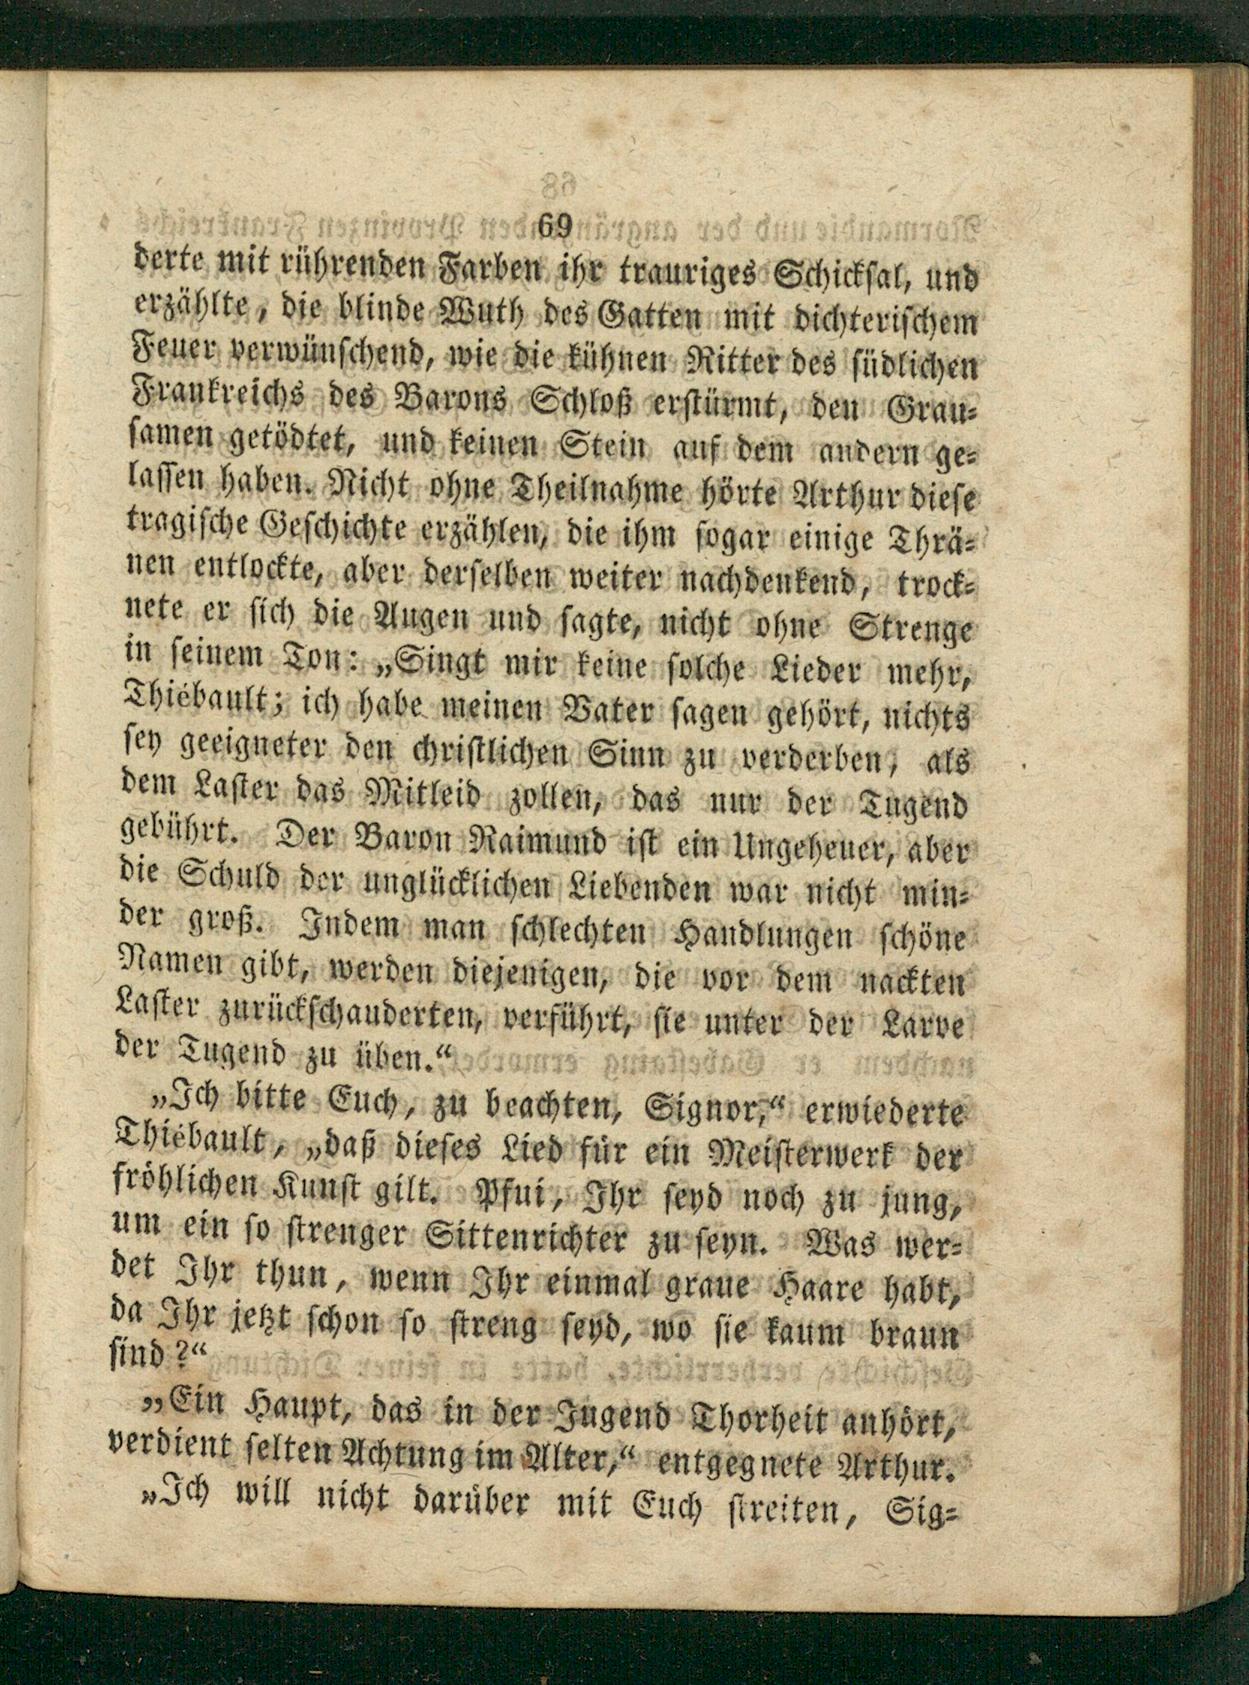 69
derte mit rührenden Farben ihr trauriges Schicksal, und
erzählte, die blinde Wuth des Gatten mit dichterischem
Feuer verwünschend, wie die kühnen Ritter des südlichen
Frankreichs des Barons Schloß erstürmt, den Grau-
samen getödtet, und keinen Stein auf dem andern ge-
lassen haben. Nicht ohne Theilnahme hörte Arthur diese
tragische Geschichte erzählen, die ihm sogar einige Thrä-
nen entlockte, aber derselben weiter nachdenkend, trock-
nete er sich die Augen und sagte, nicht ohne Strenge
in seinem Ton: „Singt mir keine solche Lieder mehr,
Thiébault; ich habe meinen Vater sagen gehört, nichts
sey geeigneter den christlichen Sinn zu verderben, als
dem Laster das Mitleid zollen, das nur der Tugend
gebührt. Der Baron Raimund ist ein Ungeheuer, aber
die Schuld der unglücklichen Liebenden war nicht min-
der groß. Indem man schlechten Handlungen schöne
Namen gibt, werden diejenigen, die vor dem nackten
Laster zurückschauderten, verführt, sie unter der Larve
der Tugend zu üben.“
„Ich bitte Euch, zu beachten, Signor,“ erwiederte
Thiébault, „daß dieses Lied für ein Meisterwerk der
fröhlichen Kunst gilt. Pfui, Ihr seyd noch zu jung,
um ein so strenger Sittenrichter zu seyn. Was wer-
det Ihr thun, wenn Ihr einmal graue Haare habt,
da Ihr jetzt schon so streng seyd, wo sie kaum braun
sind?“
„Ein Haupt, das in der Jugend Thorheit anhört,
verdient selten Achtung im Alter,“ entgegnete Arthur.
„Ich will nicht darüber mit Euch streiten, Sig-